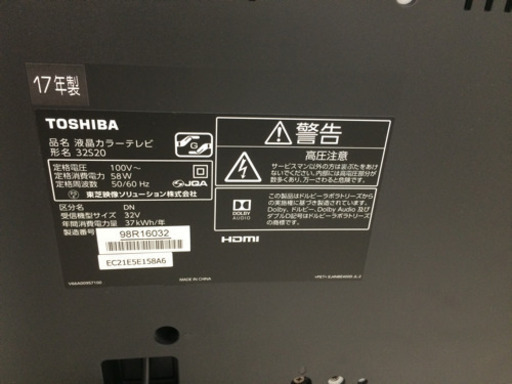 17年製
TOSHIBA
品名 液晶カラーテレビ
形名 32S20
定格電圧 100V~
定格消費電力 58W
定格周波数 50/60 Hz
JQA
東芝映像ソリューション株式会社
区分名 DN
受信機型サイズ 32V
年間消費電力量 37kWh/年
製造番号
98R16032
EC21E5E158A6
MADE IN CHINA
警告
高圧注意
サービスマン以外の方は裏ぶたをあけ
ないでください。内部には高電圧部分が
数多くあり、万一さわると危険です。
DOLBY
AUDIO
この製品はドルビーラボラトリーズから
の実施権に基づき製造されています。
Dolby、ドルビー、Dolby Audio 及び
ダブルD記号はドルビーラボラトリーズ
の商標です。
HDMI